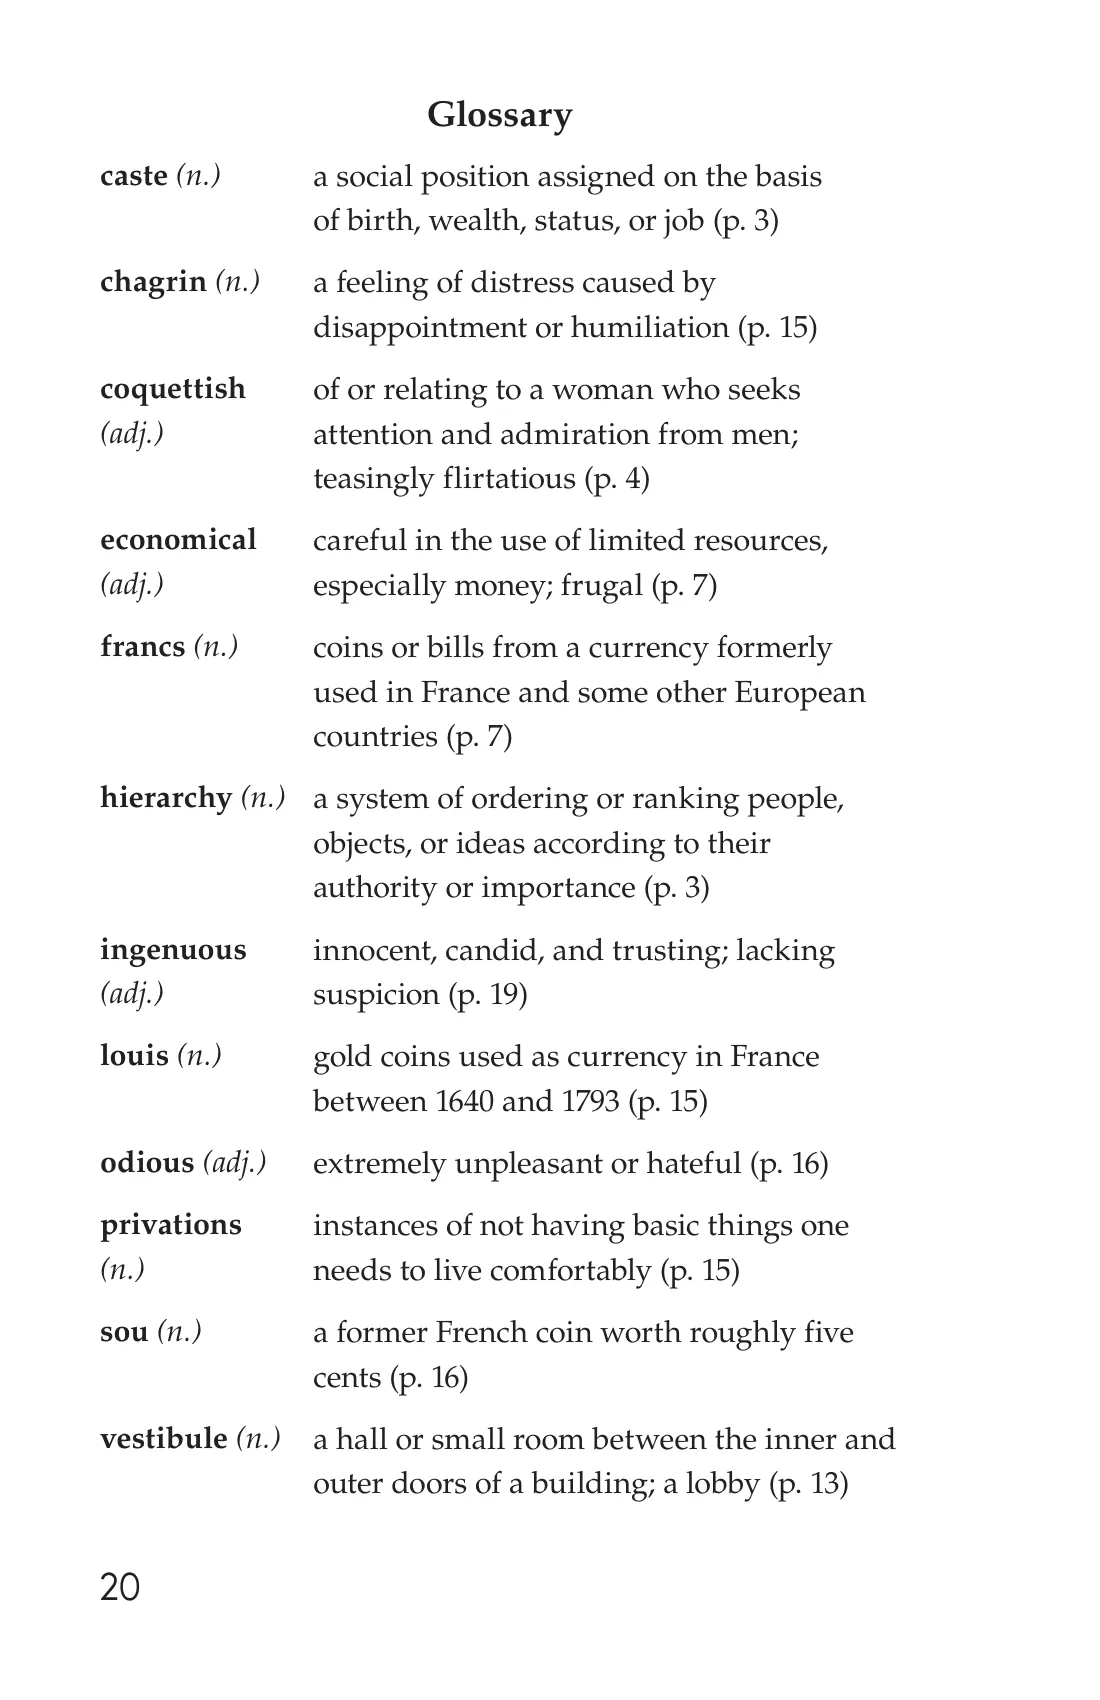 Glossary
caste (n.) a social position assigned on the basis
of birth, wealth, status, or job (p. 3)
chagrin (n.) a feeling of distress caused by
disappointment or humiliation (p. 15)
coquettish of or relating to a woman who seeks
(adj.) attention and admiration from men;
teasingly flirtatious (p. 4)
economical careful in the use of limited resources,
(adj.) especially money; frugal (p. 7)
francs (n.) coins or bills from a currency formerly
used in France and some other European
countries (p. 7)
hierarchy (n.) a system of ordering or ranking people,
objects, or ideas according to their
authority or importance (p. 3)
ingenuous innocent, candid, and trusting; lacking
(adj.) suspicion (p. 19)
louis (n.) gold coins used as currency in France
between 1640 and 1793 (p. 15)
odious (adj.) extremely unpleasant or hateful (p. 16)
privations instances of not having basic things one
(n.) needs to live comfortably (p. 15)
sou (n.) a former French coin worth roughly five
cents (p. 16)
vestibule (n.) a hall or small room between the inner and
outer doors of a building; a lobby (p. 13)
20